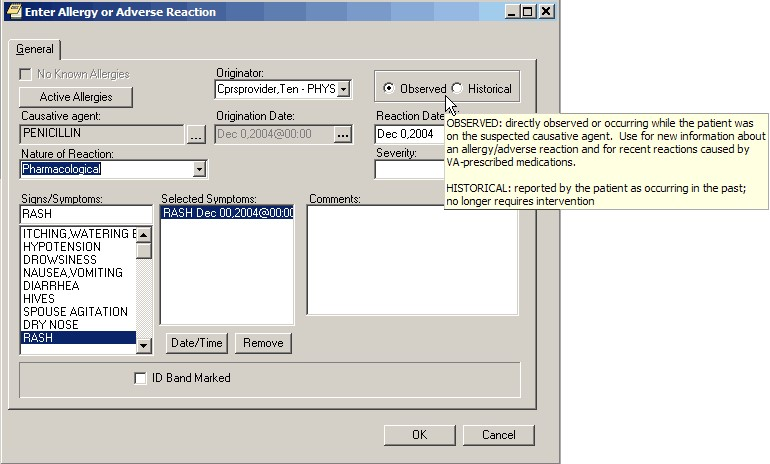 Enter Allergy or Adverse Reaction
General
No Known Allergies
Originator:
Observed
Historical
Active Allergies
Cprsprovider,Ten - PHYS
Causative agent:
Origination Date:
Reaction Date
PENICILLIN
...
Dec 0,2004@00:00
...
Dec 0,2004
Nature of Reaction:
Severity:
Pharmacological
OBSERVED: directly observed or occurring while the patient was
on the suspected causative agent.  Use for new information about
an allergy/adverse reaction and for recent reactions caused by
VA-prescribed medications.
HISTORICAL: reported by the patient as occurring in the past;
no longer requires intervention
Signs/Symptoms:
Selected Symptoms:
Comments:
RASH
RASH Dec 00,2004@00:00
ITCHING,WATERING E
HYPOTENSION
DROWSINESS
NAUSEA,VOMITING
DIARRHEA
HIVES
SPOUSE AGITATION
DRY NOSE
RASH
Date/Time
Remove
ID Band Marked
OK
Cancel